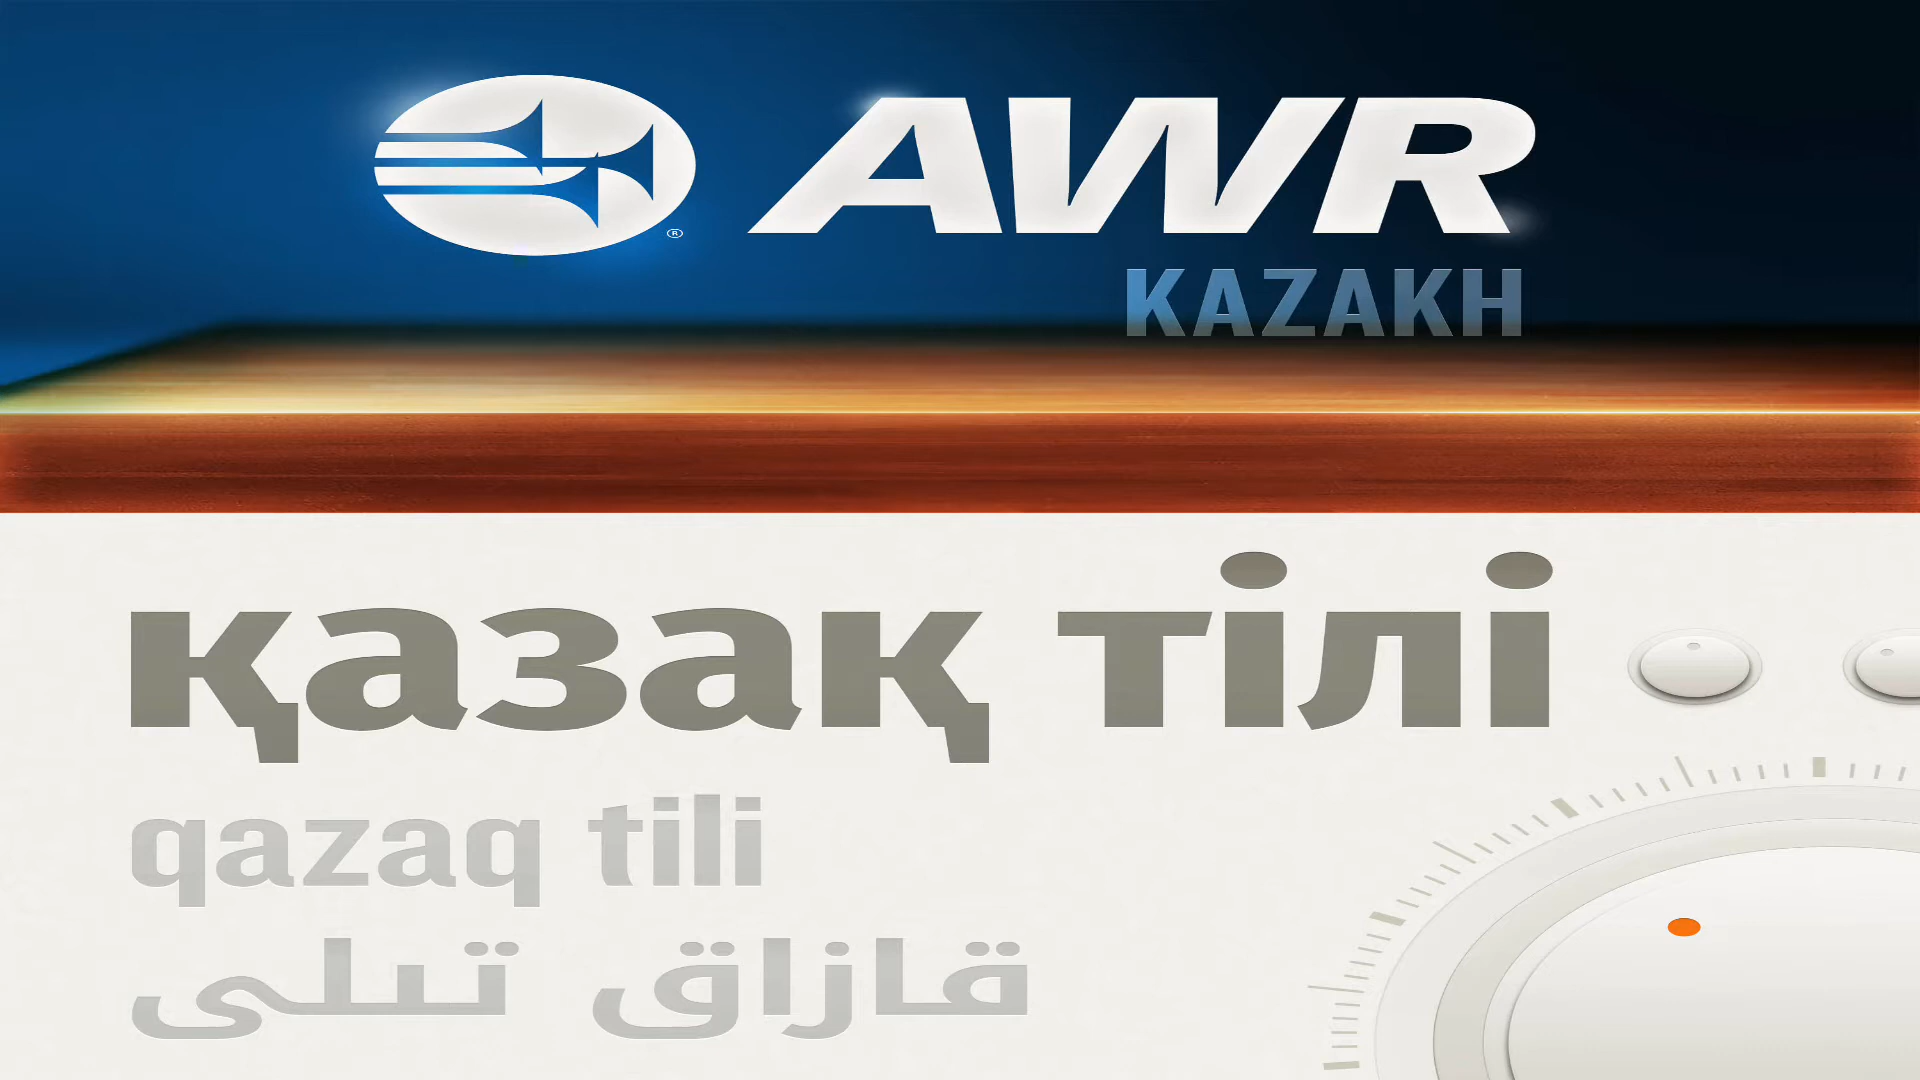 AWR
KAZAKH
қазақ тілі
qazaq tili
قازاق تىلى